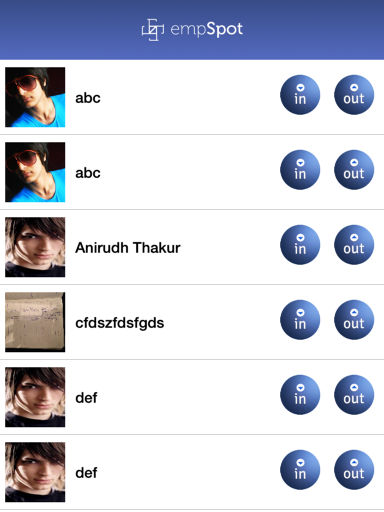 empSpot
abc
in out
abc
in out
Anirudh Thakur
in out
cfdszfdsfgds
in out
def
in out
def
in out